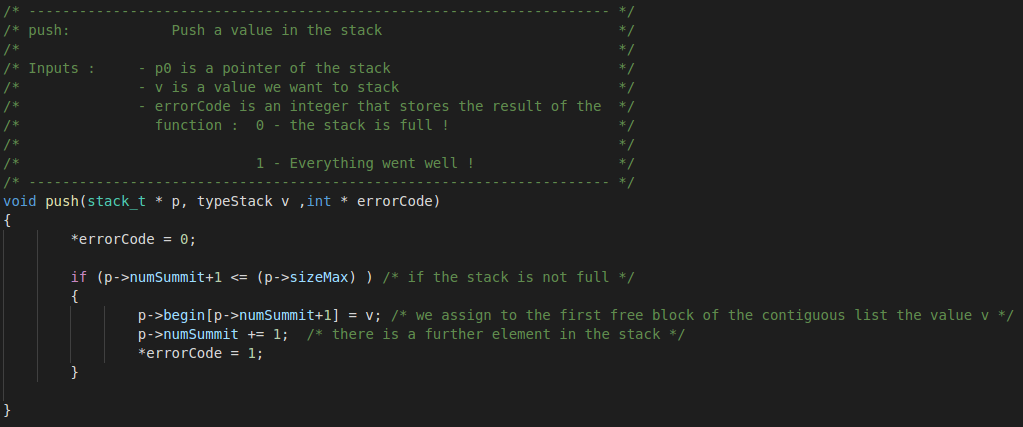 /* --------------------------------------------------------------------- */
/* push:            Push a value in the stack                            */
/*                                                                       */
/* Inputs :     - p0 is a pointer of the stack                           */
/*              - v is a value we want to stack                          */
/*              - errorCode is an integer that stores the result of the  */
/*                function :  0 - the stack is full !                    */
/*                                                                       */
/*                            1 - Everything went well !                 */
/* --------------------------------------------------------------------- */
void push(stack_t * p, typeStack v ,int * errorCode)
{
        *errorCode = 0;
        if (p->numSummit+1 <= (p->sizeMax) ) /* if the stack is not full */
        {
                p->begin[p->numSummit+1] = v; /* we assign to the first free block of the contiguous list the value v */
                p->numSummit += 1;  /* there is a further element in the stack */
                *errorCode = 1;
        }
}